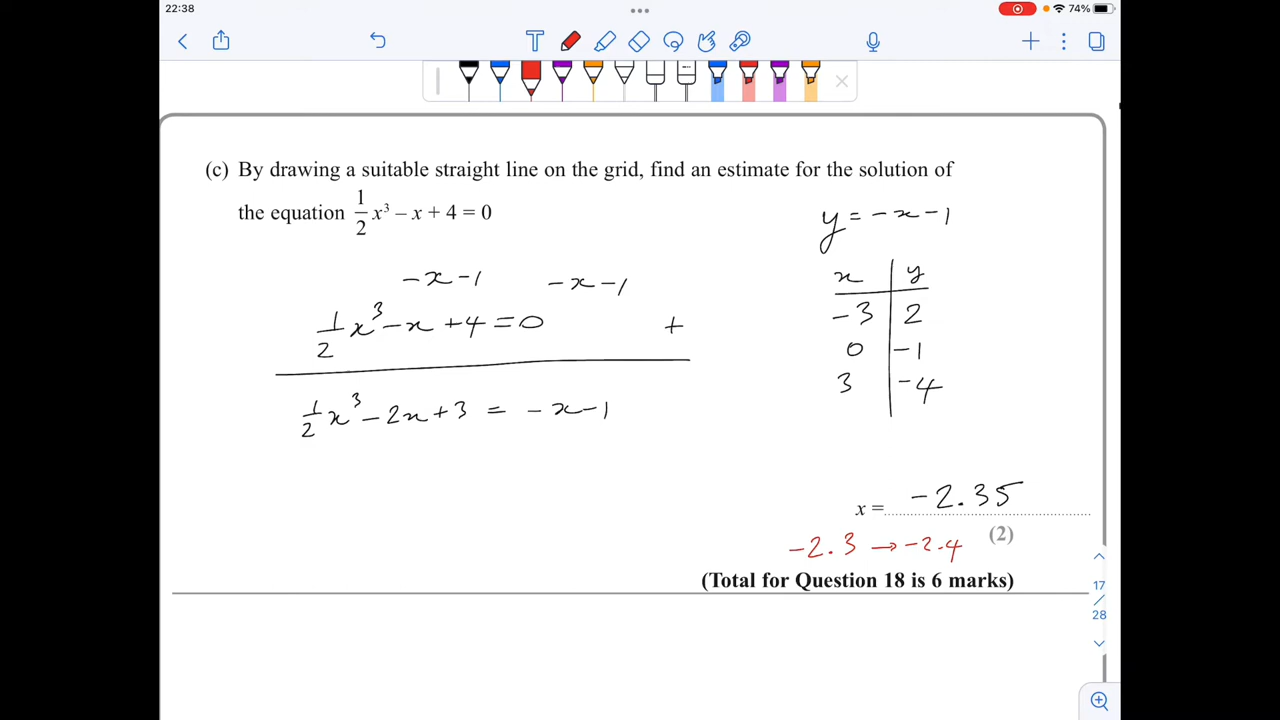 22:38
74%
(c) By drawing a suitable straight line on the grid, find an estimate for the solution of
the equation 1/2 x³ – x + 4 = 0
y = -x - 1
-x -1 -x -1
1/2 x³ - x + 4 = 0 +
1/2 x³ - 2x + 3 = -x - 1
x y
-3 2
0 -1
3 -4
x = -2.35
(2)
-2.3 → -2.4
(Total for Question 18 is 6 marks)
17
/
28